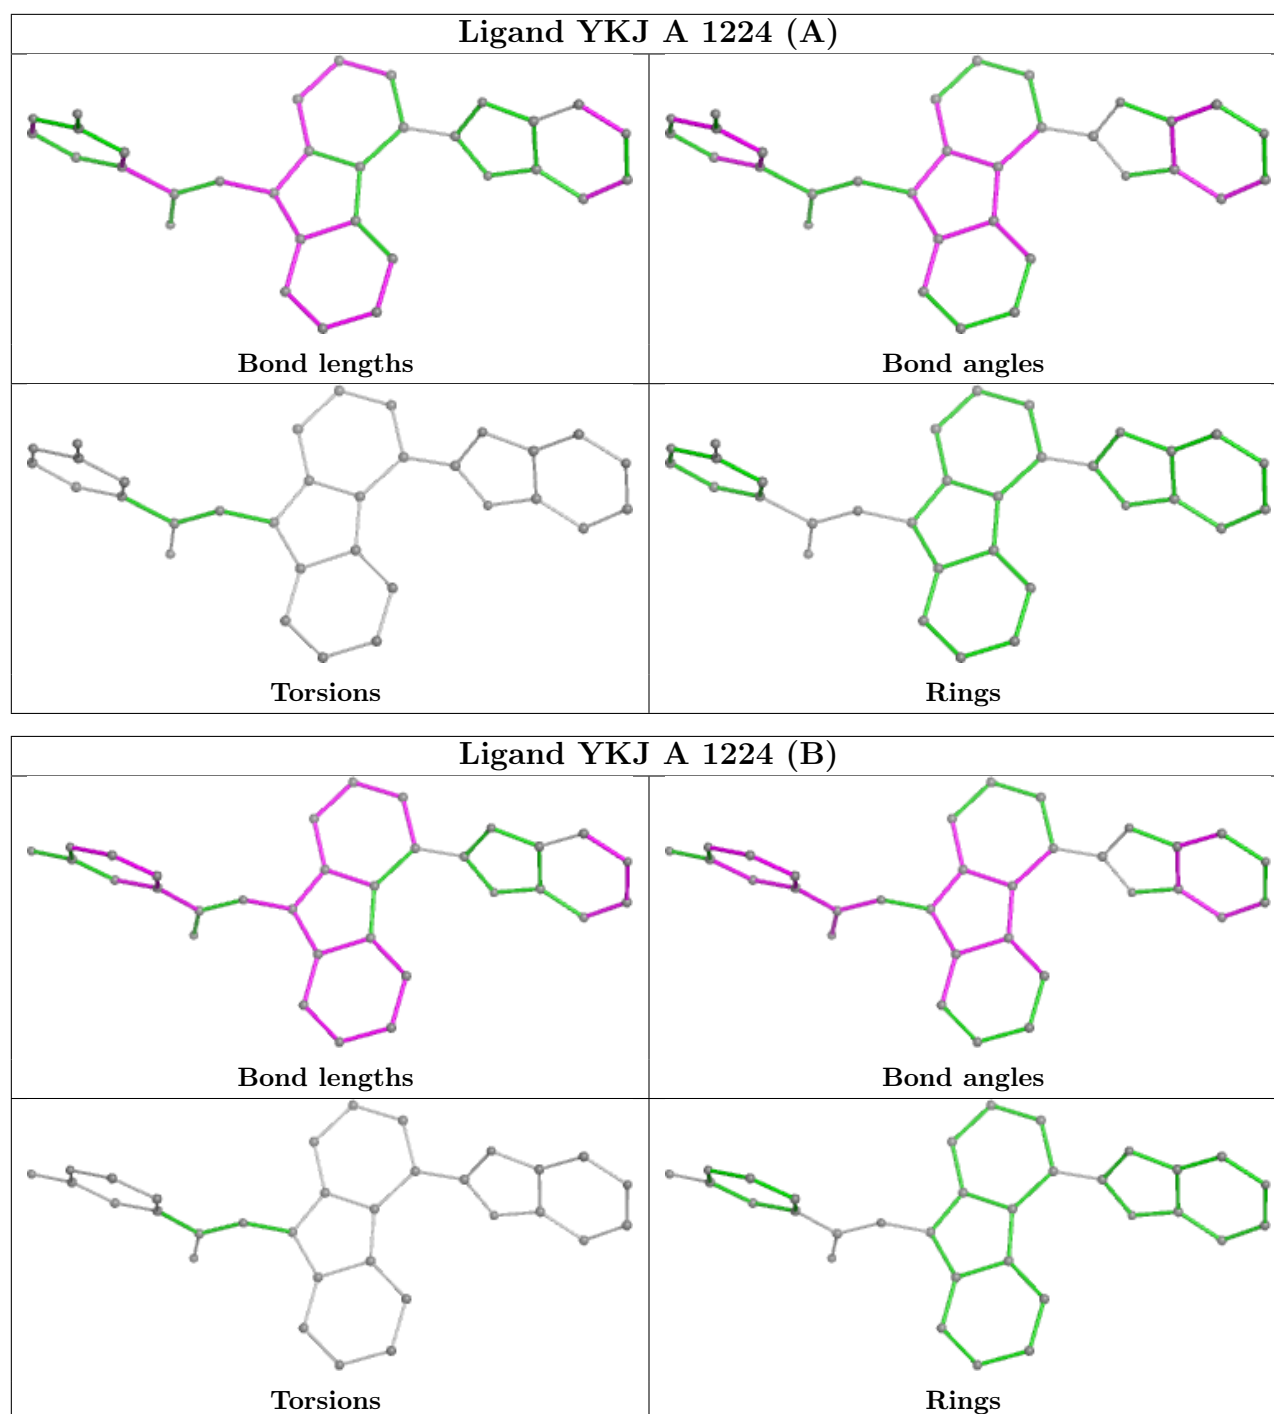 Ligand YKJ A 1224 (A)
Bond lengths
Bond angles
Torsions
Rings
Ligand YKJ A 1224 (B)
Bond lengths
Bond angles
Torsions
Rings